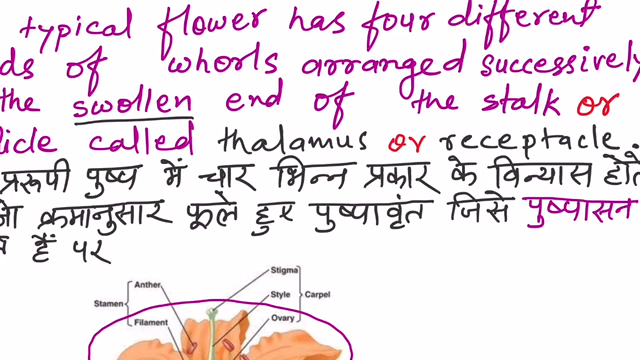 typical flower has four different
ds of whorls arranged successively
the swollen end of the stalk or
icle called thalamus or receptacle.
प्ररूपी पुष्प में चार भिन्न प्रकार के विन्यास होते
क्रमानुसार फूले हुए पुष्पावृंत जिसे पुष्पासन
हैं पर
Stigma
Anther
Style
Carpel
Stamen
Filament
Ovary